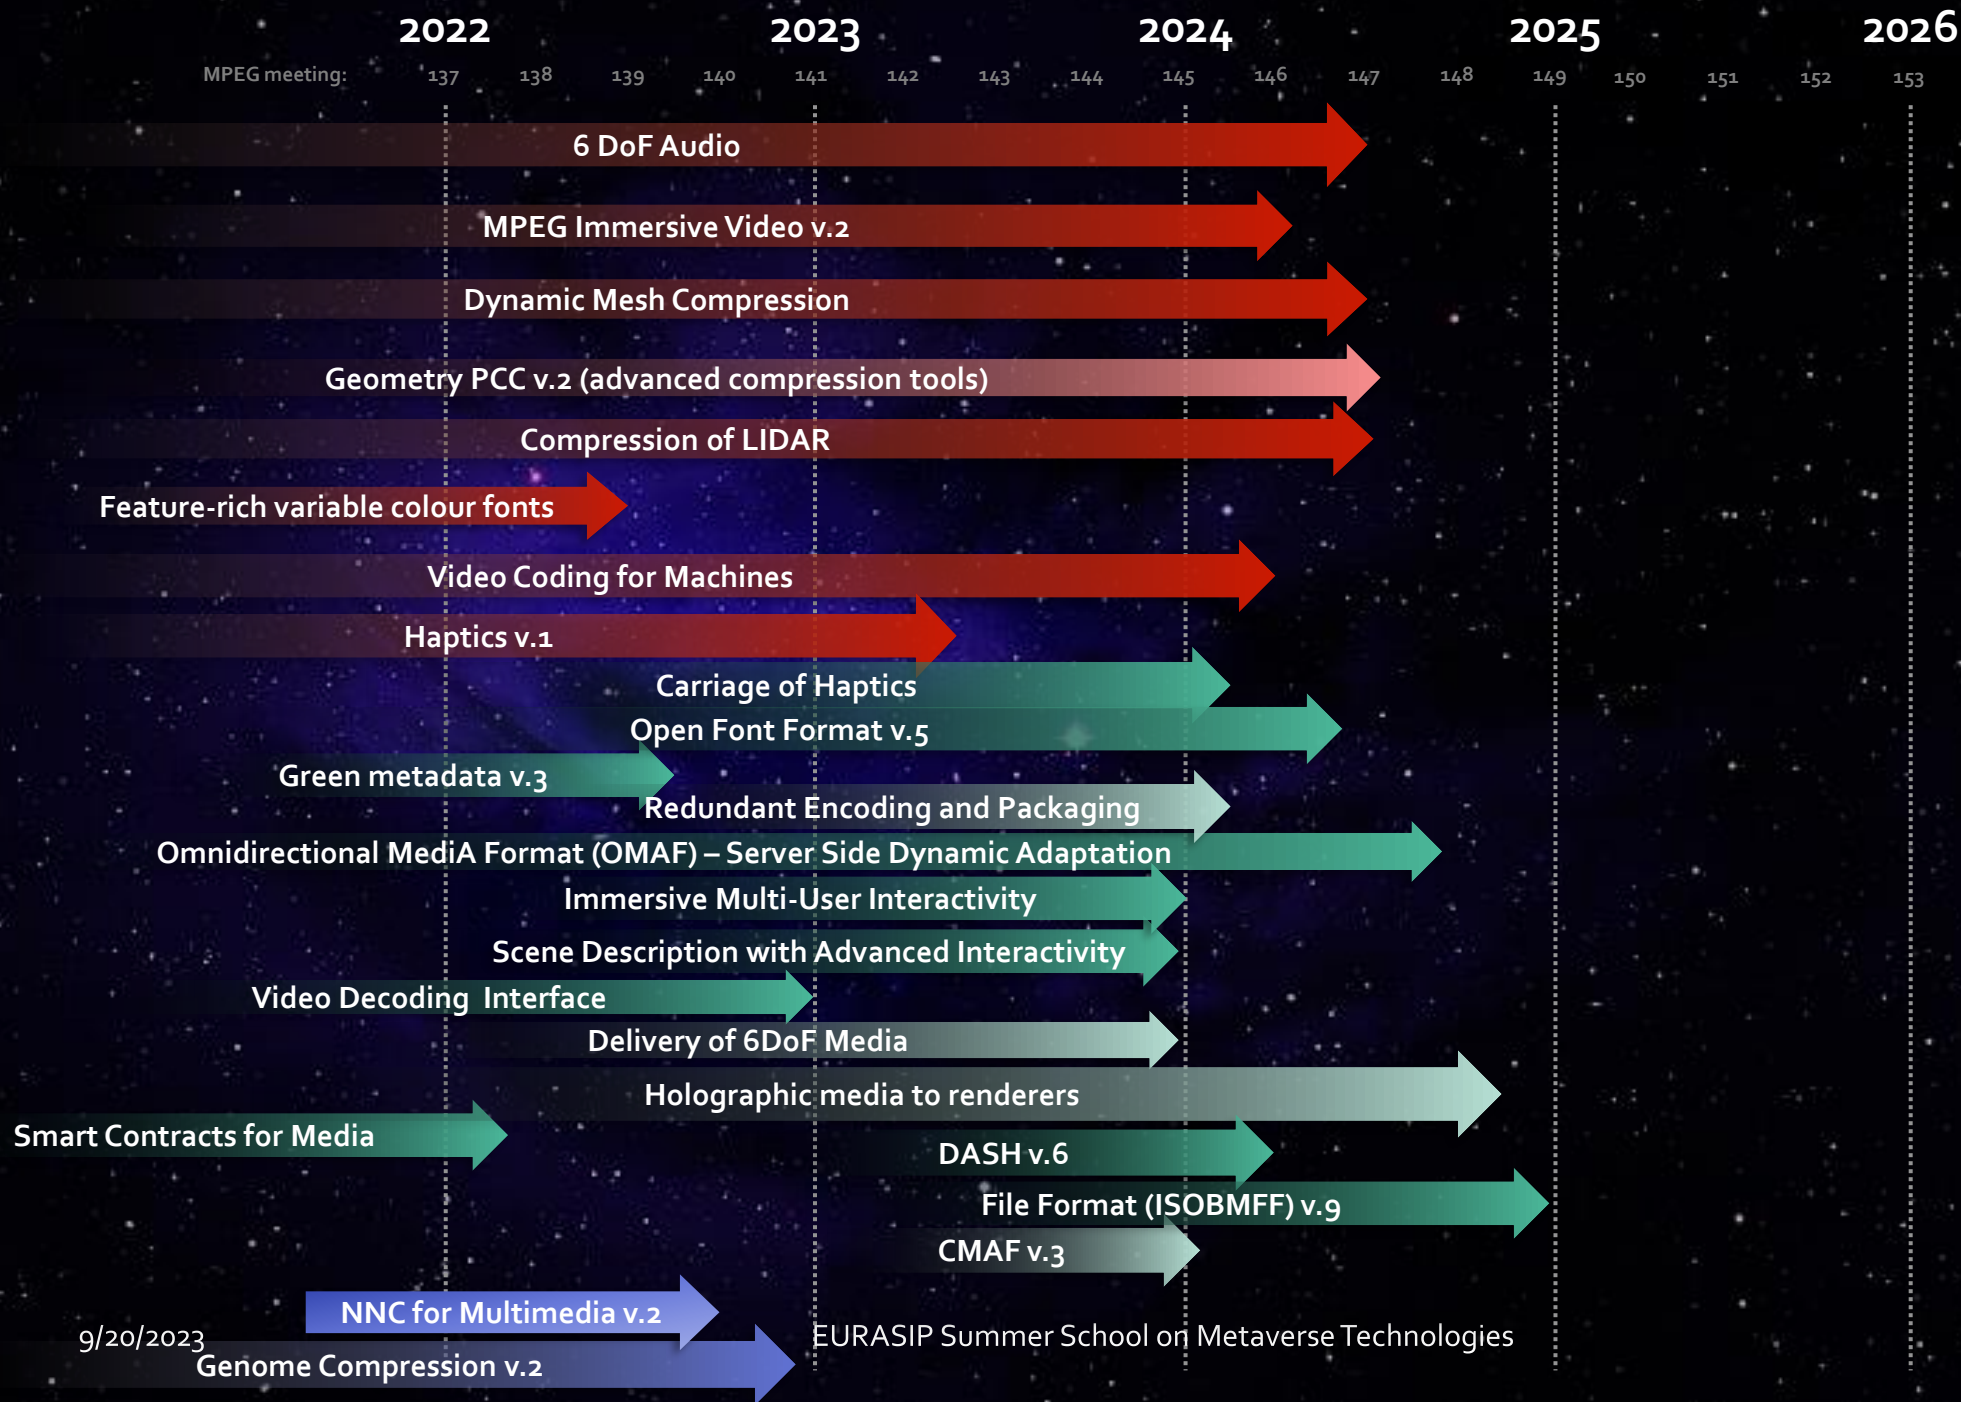 2022 2023 2024 2025 2026
MPEG meeting: 137 138 139 140 141 142 143 144 145 146 147 148 149 150 151 152 153
6 DoF Audio
MPEG Immersive Video v.2
Dynamic Mesh Compression
Geometry PCC v.2 (advanced compression tools)
Compression of LIDAR
Feature-rich variable colour fonts
Video Coding for Machines
Haptics v.1
Carriage of Haptics
Open Font Format v.5
Green metadata v.3
Redundant Encoding and Packaging
Omnidirectional MediA Format (OMAF) – Server Side Dynamic Adaptation
Immersive Multi-User Interactivity
Scene Description with Advanced Interactivity
Video Decoding Interface
Delivery of 6DoF Media
Holographic media to renderers
Smart Contracts for Media
DASH v.6
File Format (ISOBMFF) v.9
CMAF v.3
NNC for Multimedia v.2
9/20/2023
EURASIP Summer School on Metaverse Technologies
Genome Compression v.2